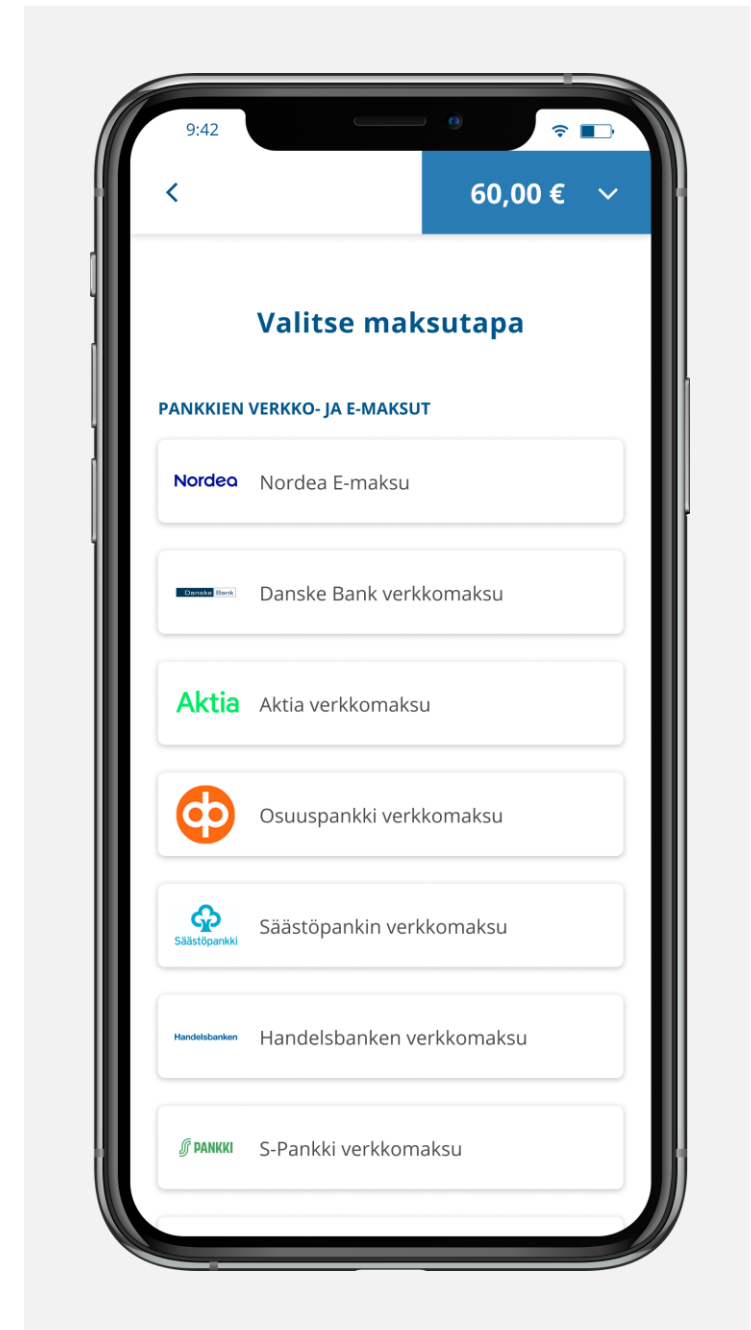 9:42
60,00 €
Valitse maksutapa
PANKKIEN VERKKO- JA E-MAKSUT
Nordea Nordea E-maksu
Danske Bank Danske Bank verkkomaksu
Aktia Aktia verkkomaksu
op Osuuspankki verkkomaksu
Säästöpankki Säästöpankin verkkomaksu
Handelsbanken Handelsbanken verkkomaksu
S PANKKI S-Pankki verkkomaksu